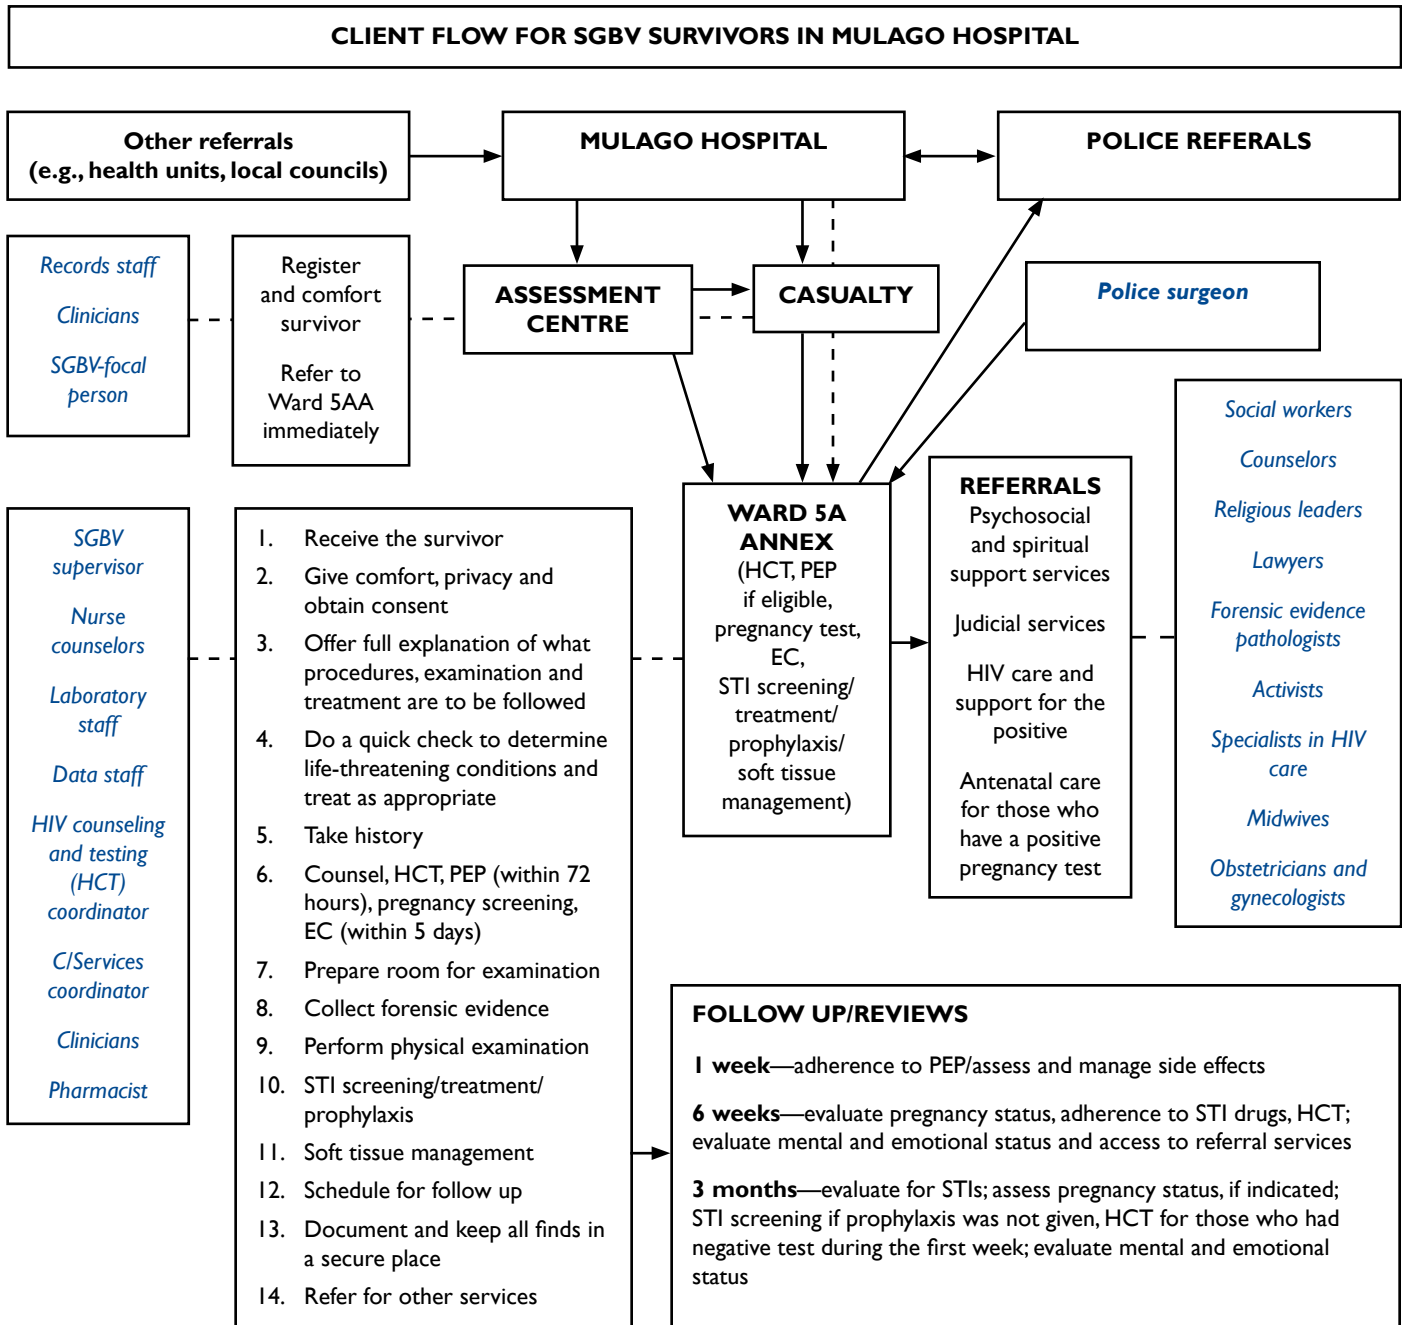 CLIENT FLOW FOR SGBV SURVIVORS IN MULAGO HOSPITAL
Other referrals
(e.g., health units, local councils)
MULAGO HOSPITAL
POLICE REFERRALS
Records staff
Clinicians
SGBV-focal
person
Register
and comfort
survivor
Refer to
Ward 5AA
immediately
ASSESSMENT
CENTRE
CASUALTY
Police surgeon
SGBV
supervisor
Nurse
counselors
Laboratory
staff
Data staff
HIV counseling
and testing
(HCT)
coordinator
C/Services
coordinator
Clinicians
Pharmacist
1. Receive the survivor
2. Give comfort, privacy and
obtain consent
3. Offer full explanation of what
procedures, examination and
treatment are to be followed
4. Do a quick check to determine
life-threatening conditions and
treat as appropriate
5. Take history
6. Counsel, HCT, PEP (within 72
hours), pregnancy screening,
EC (within 5 days)
7. Prepare room for examination
8. Collect forensic evidence
9. Perform physical examination
10. STI screening/treatment/
prophylaxis
11. Soft tissue management
12. Schedule for follow up
13. Document and keep all finds in
a secure place
14. Refer for other services
WARD 5A
ANNEX
(HCT, PEP
if eligible,
pregnancy test,
EC,
STI screening/
treatment/
prophylaxis/
soft tissue
management)
REFERRALS
Psychosocial
and spiritual
support services
Judicial services
HIV care and
support for the
positive
Antenatal care
for those who
have a positive
pregnancy test
Social workers
Counselors
Religious leaders
Lawyers
Forensic evidence
pathologists
Activists
Specialists in HIV
care
Midwives
Obstetricians and
gynecologists
FOLLOW UP/REVIEWS
1 week—adherence to PEP/assess and manage side effects
6 weeks—evaluate pregnancy status, adherence to STI drugs, HCT;
evaluate mental and emotional status and access to referral services
3 months—evaluate for STIs; assess pregnancy status, if indicated;
STI screening if prophylaxis was not given, HCT for those who had
negative test during the first week; evaluate mental and emotional
status